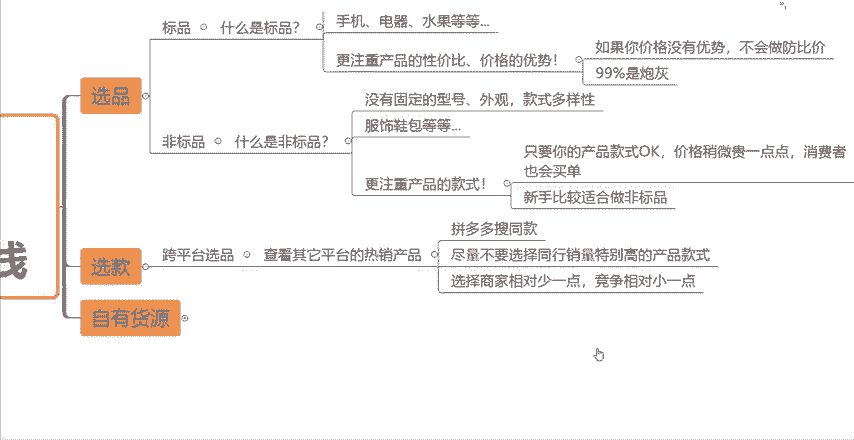 选品
标品
什么是标品？
手机、电器、水果等等...
更注重产品的性价比、价格的优势！
如果你价格没有优势，不会做防比价
99%是炮灰
非标品
什么是非标品？
没有固定的型号、外观，款式多样性
服饰鞋包等等...
更注重产品的款式！
只要你的产品款式OK，价格稍微贵一点点，消费者
也会买单
新手比较适合做非标品
选款
跨平台选品
查看其它平台的热销产品
拼多多搜同款
尽量不要选择同行销量特别高的产品款式
选择商家相对少一点，竞争相对小一点
自有货源